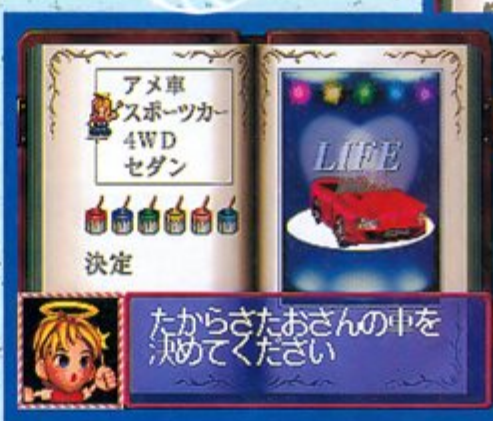 アメ車
スポーツカー
4WD
セダン
決定
LIFE
たからさたおさんの車を
決めてください